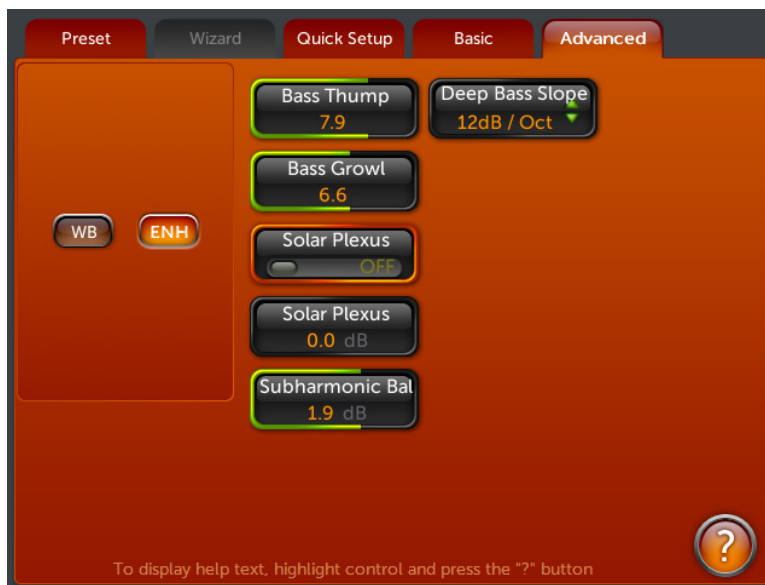 Preset
Wizard
Quick Setup
Basic
Advanced
WB
ENH
Bass Thump
7.9
Deep Bass Slope
12dB / Oct
Bass Growl
6.6
Solar Plexus
OFF
Solar Plexus
0.0 dB
Subharmonic Bal
1.9 dB
To display help text, highlight control and press the "?" button
?